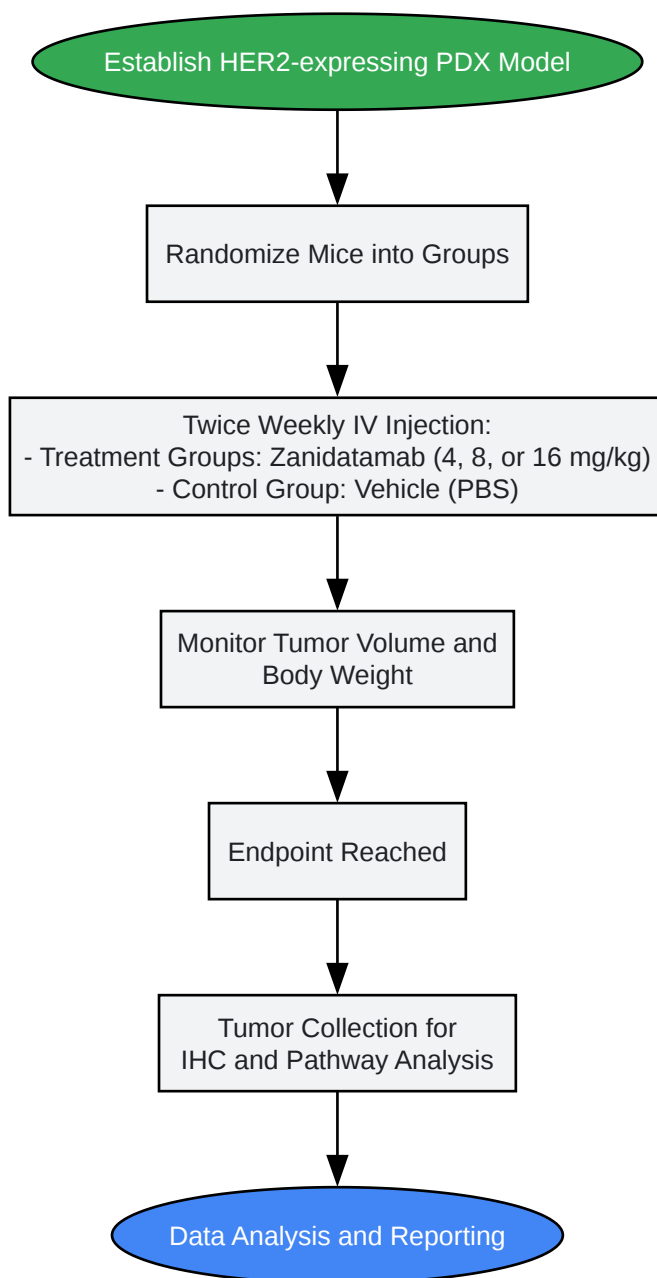 Establish HER2-expressing PDX Model
Randomize Mice into Groups
Twice Weekly IV Injection:
- Treatment Groups: Zanidatamab (4, 8, or 16 mg/kg)
- Control Group: Vehicle (PBS)
Monitor Tumor Volume and
Body Weight
Endpoint Reached
Tumor Collection for
IHC and Pathway Analysis
Data Analysis and Reporting